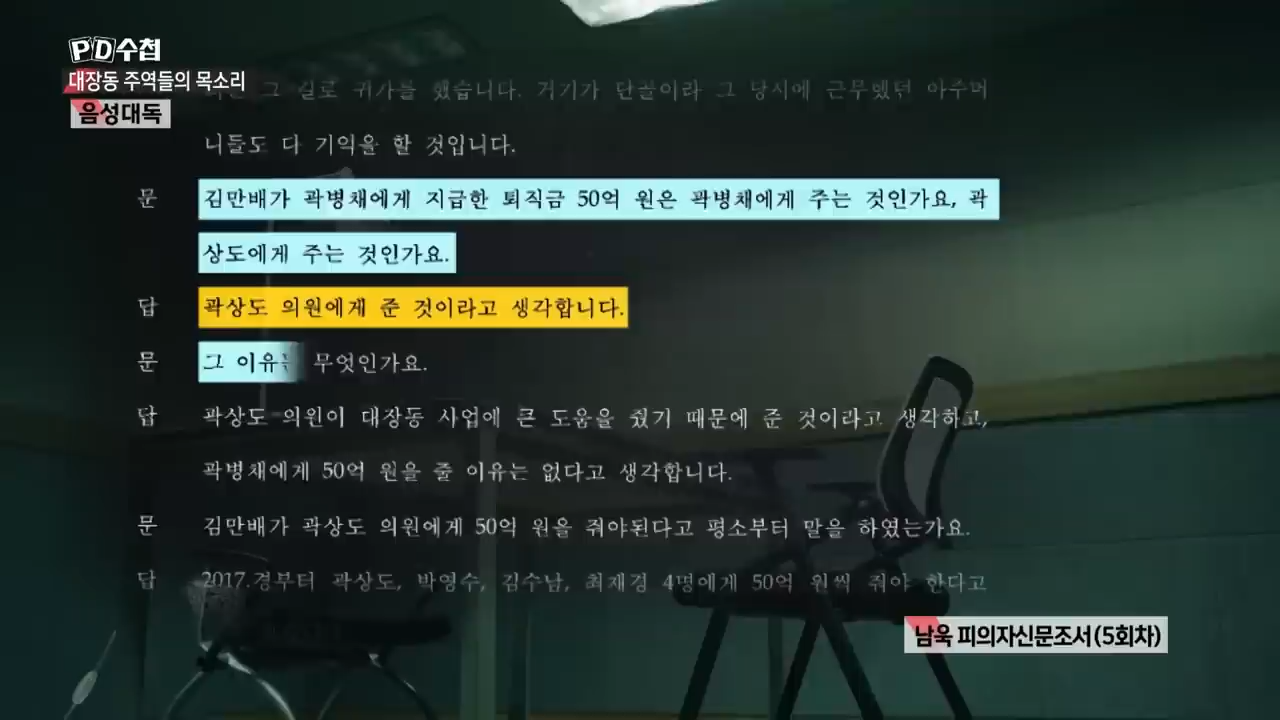 PD수첩
대장동 주역들의 목소리
음성대독
그 길로 귀가를 했습니다. 거기가 단골이라 그 당시에 근무했던 아주머
니들도 다 기억을 할 것입니다.
문 김만배가 곽병채에게 지급한 퇴직금 50억 원은 곽병채에게 주는 것인가요, 곽
상도에게 주는 것인가요.
답 곽상도 의원에게 준 것이라고 생각합니다.
문 그 이유는 무엇인가요.
답 곽상도 의원이 대장동 사업에 큰 도움을 줬기 때문에 준 것이라고 생각하고,
곽병채에게 50억 원을 줄 이유는 없다고 생각합니다.
문 김만배가 곽상도 의원에게 50억 원을 줘야된다고 평소부터 말을 하였는가요.
답 2017.경부터 곽상도, 박영수, 김수남, 최재경 4명에게 50억 원씩 줘야 한다고
남욱 피의자신문조서(5회차)